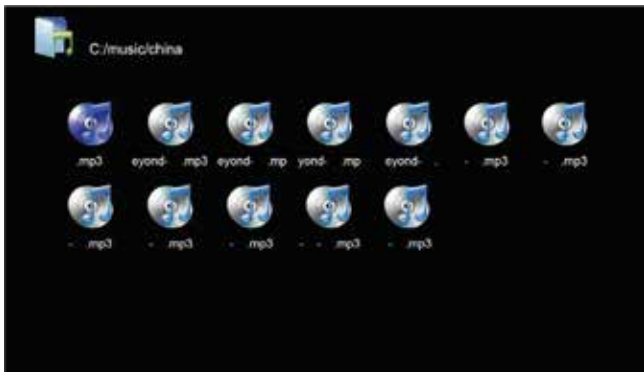 C:/music/china
.mp3 eyond- .mp3 eyond- .mp yond- .mp eyond- . - .mp3 - .mp3
- .mp3 - .mp3 - .mp3 - - .mp3 - .mp3